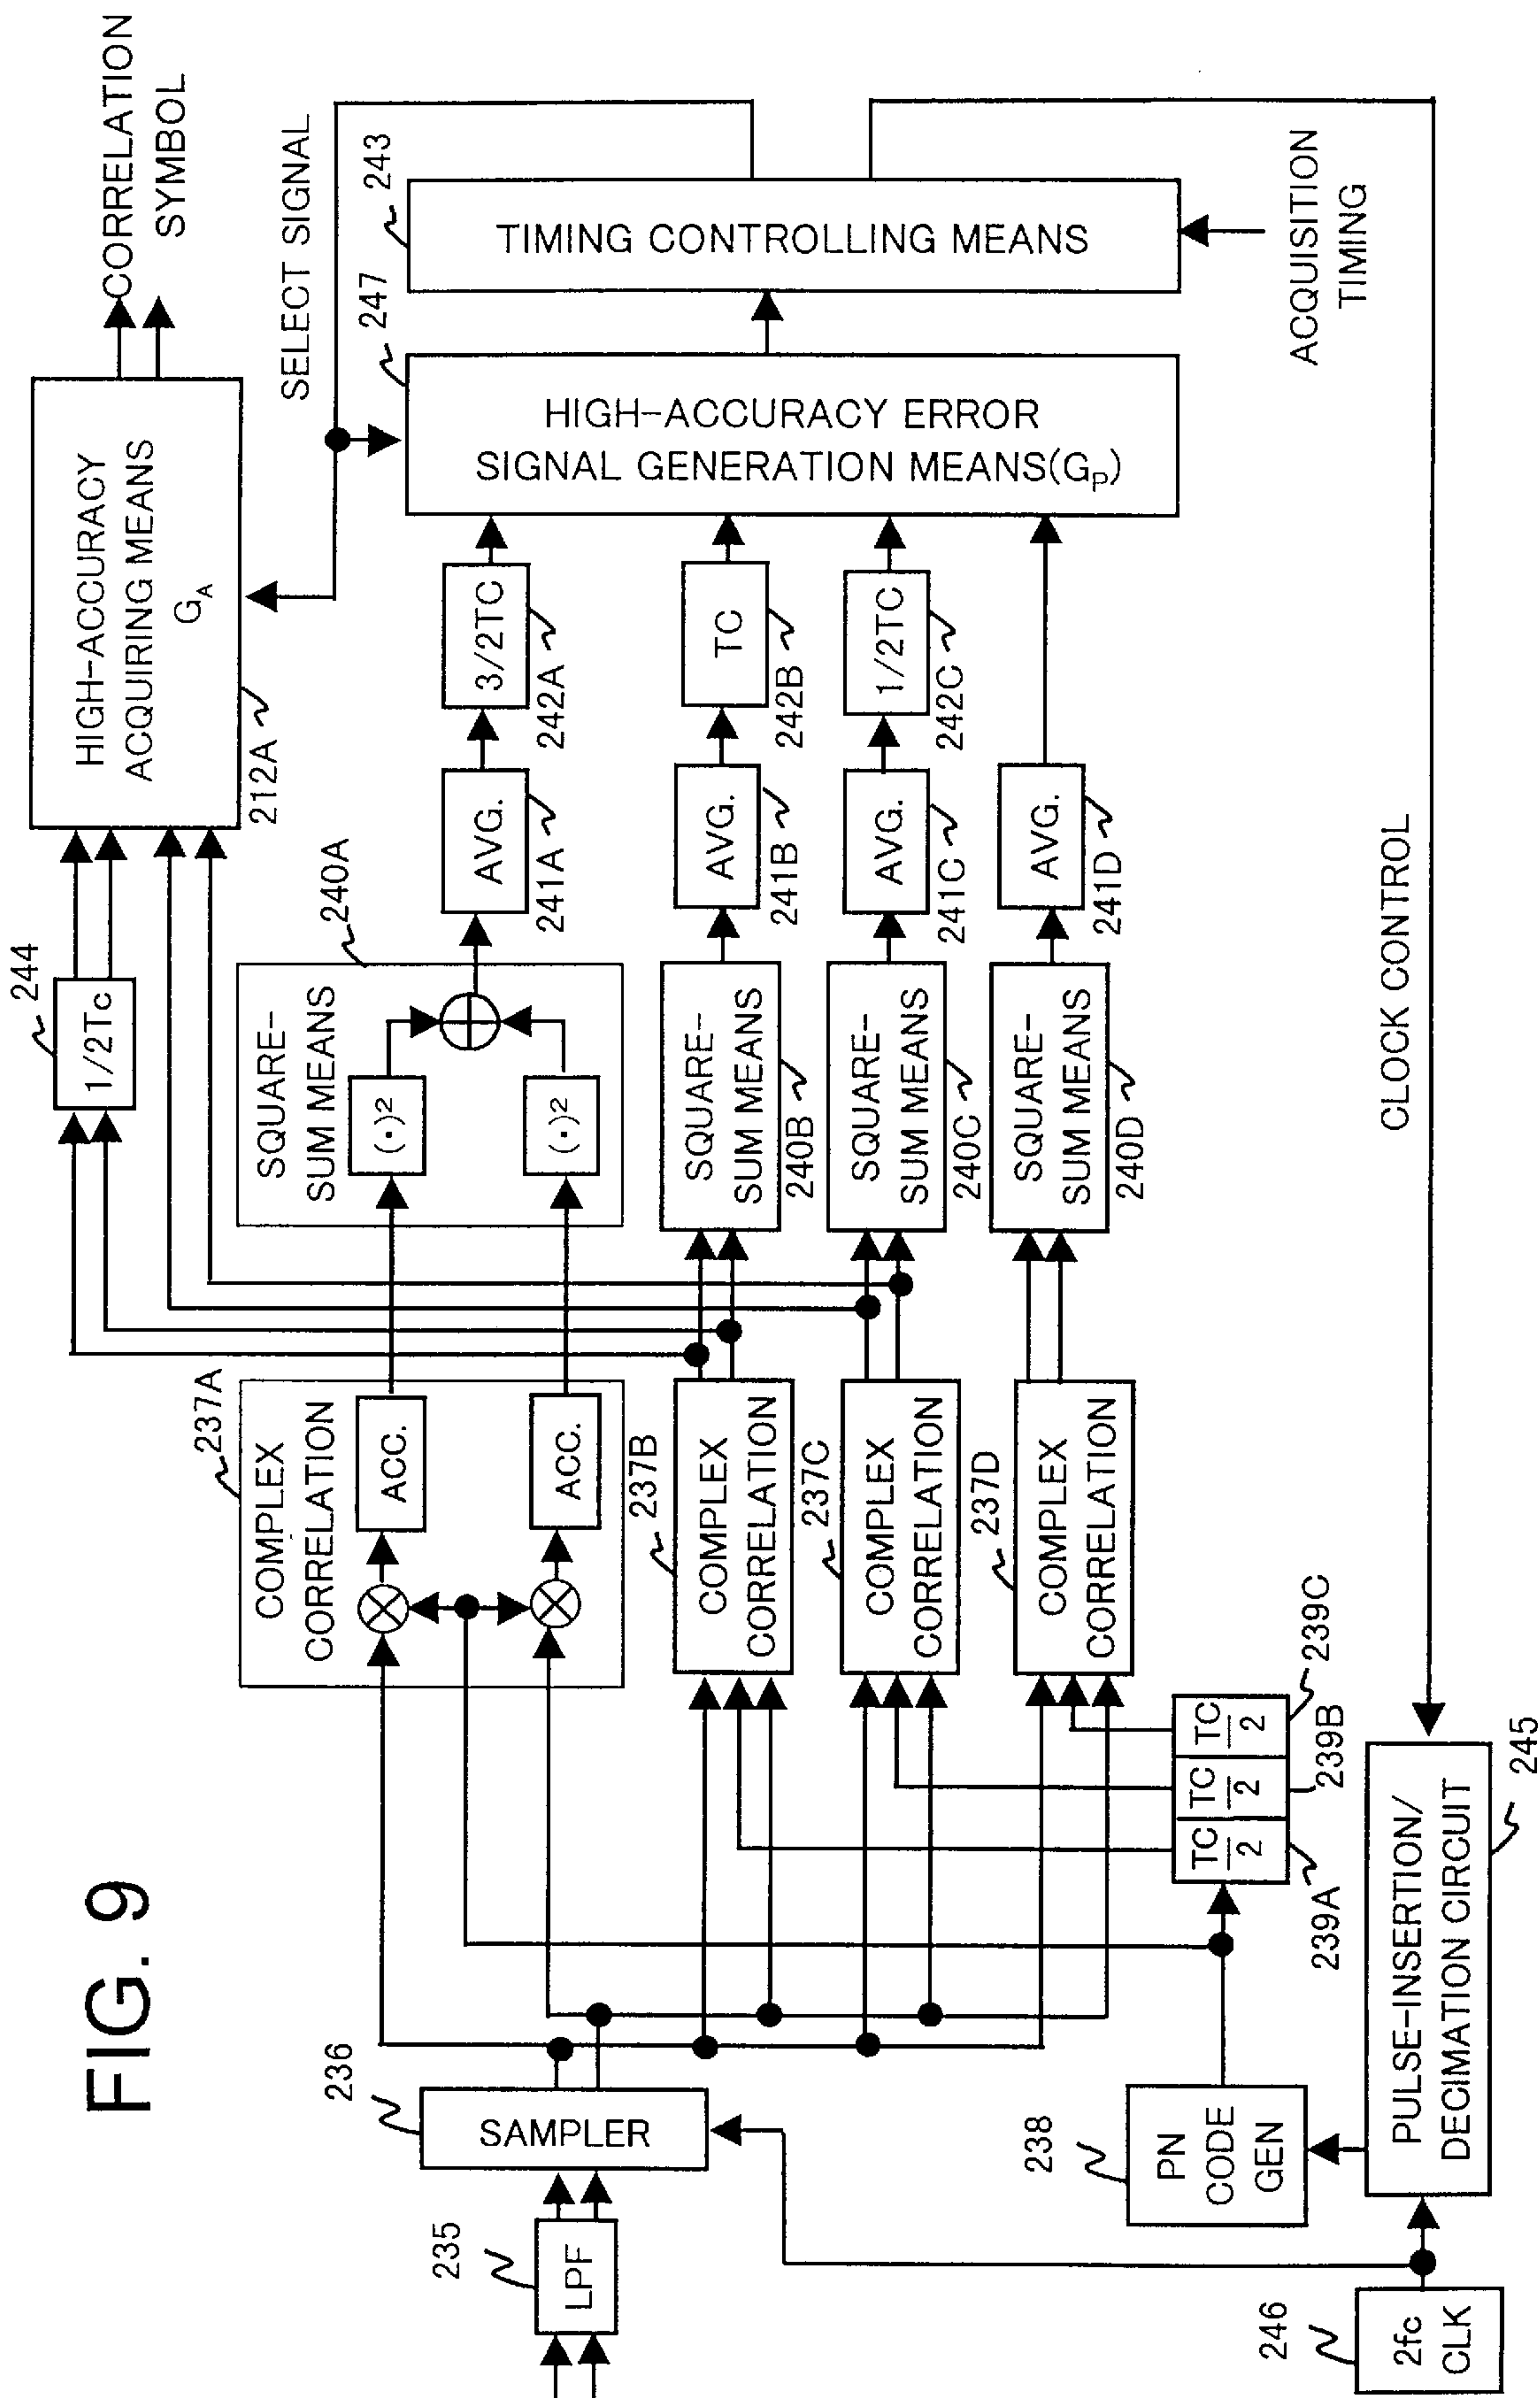 FIG. 9
235
LPF
236
SAMPLER
246
2fc
CLK
238
PN
CODE
GEN
PULSE-INSERTION/
DECIMATION CIRCUIT
245
TC
2
TC
2
TC
2
239A
239B
239C
237A
COMPLEX
CORRELATION
ACC.
ACC.
237B
COMPLEX
CORRELATION
237C
COMPLEX
CORRELATION
237D
COMPLEX
CORRELATION
244
1/2Tc
240A
SQUARE-
SUM MEANS
(·)²
(·)²
SQUARE-
SUM MEANS
240B
SQUARE-
SUM MEANS
240C
SQUARE-
SUM MEANS
240D
AVG.
241A
AVG.
241B
AVG.
241C
AVG.
241D
3/2TC
242A
TC
242B
1/2TC
242C
HIGH-ACCURACY
ACQUIRING MEANS
G_A
212A
CORRELATION
SYMBOL
SELECT SIGNAL
247
HIGH-ACCURACY ERROR
SIGNAL GENERATION MEANS(G_P)
243
TIMING CONTROLLING MEANS
ACQUISITION
TIMING
CLOCK CONTROL